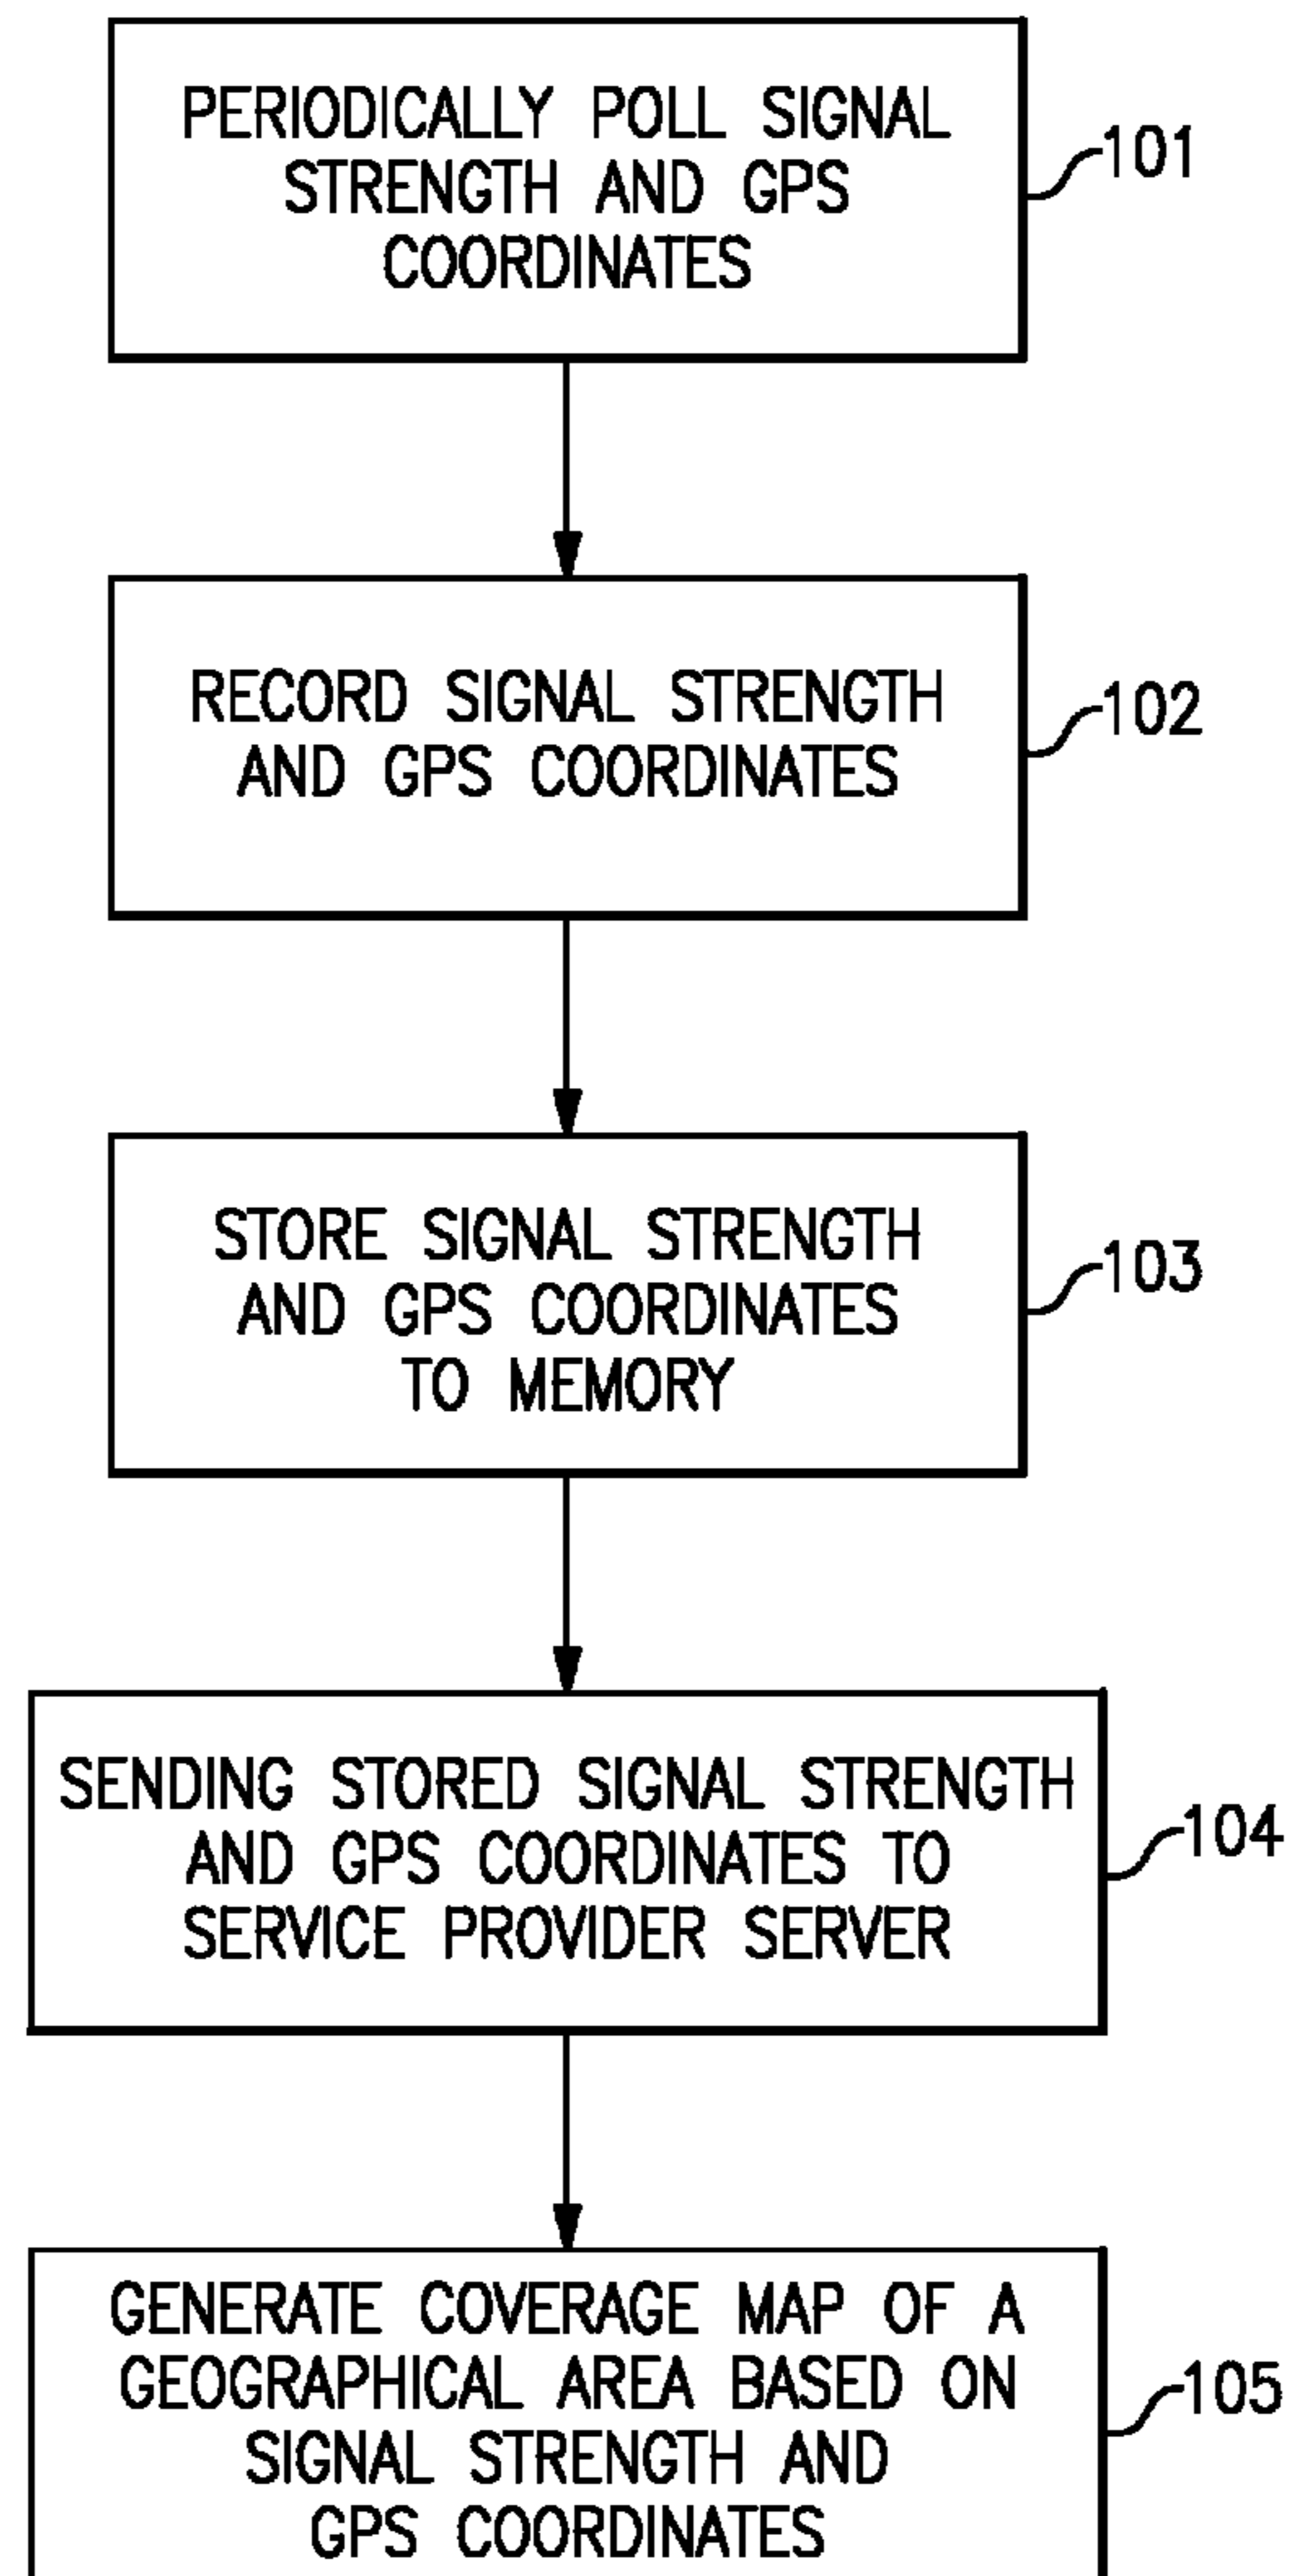 PERIODICALLY POLL SIGNAL
STRENGTH AND GPS
COORDINATES
101
RECORD SIGNAL STRENGTH
AND GPS COORDINATES
102
STORE SIGNAL STRENGTH
AND GPS COORDINATES
TO MEMORY
103
SENDING STORED SIGNAL STRENGTH
AND GPS COORDINATES TO
SERVICE PROVIDER SERVER
104
GENERATE COVERAGE MAP OF A
GEOGRAPHICAL AREA BASED ON
SIGNAL STRENGTH AND
GPS COORDINATES
105